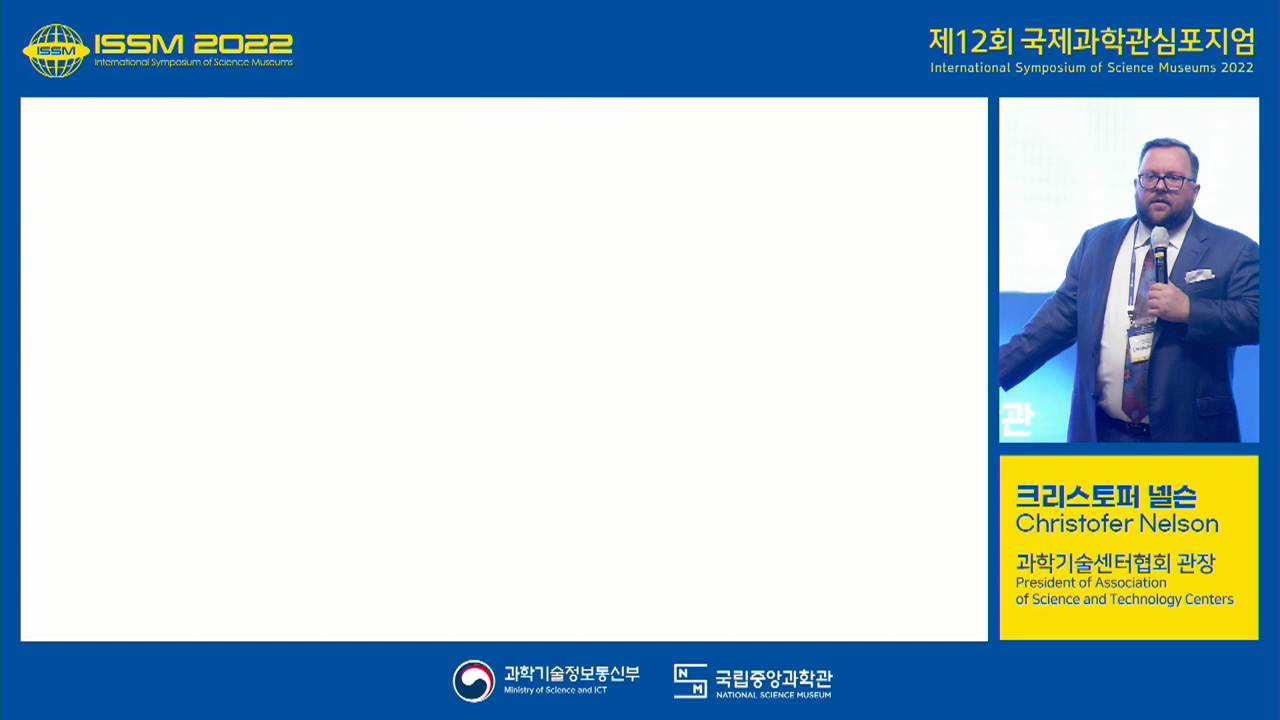 ISSM
ISSM 2022
International Symposium of Science Museums
제12회 국제과학관심포지엄
International Symposium of Science Museums 2022
관
크리스토퍼 넬슨
Christofer Nelson
과학기술센터협회 관장
President of Association
of Science and Technology Centers
과학기술정보통신부
Ministry of Science and ICT
NSM
국립중앙과학관
NATIONAL SCIENCE MUSEUM